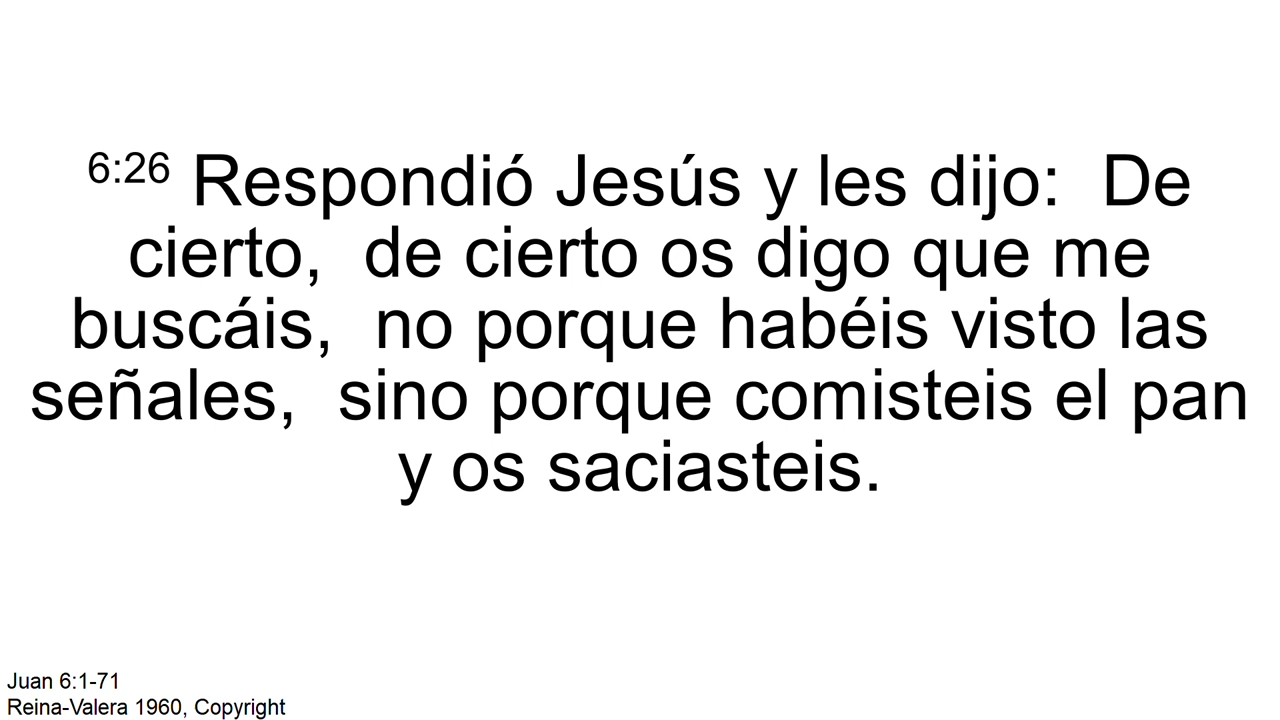 6:26 Respondió Jesús y les dijo:  De
cierto,  de cierto os digo que me
buscáis,  no porque habéis visto las
señales,  sino porque comisteis el pan
y os saciasteis.
Juan 6:1-71
Reina-Valera 1960, Copyright